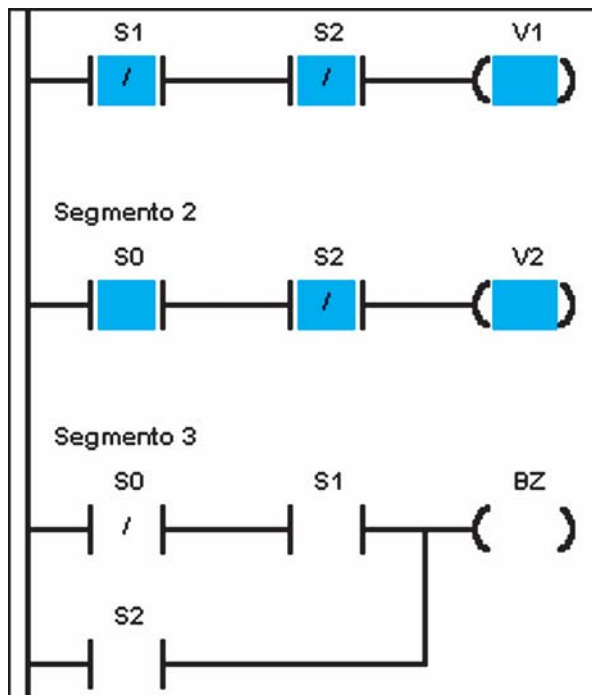 S1 S2 V1
/ /
Segmento 2
S0 S2 V2
/
Segmento 3
S0 S1 BZ
/
S2